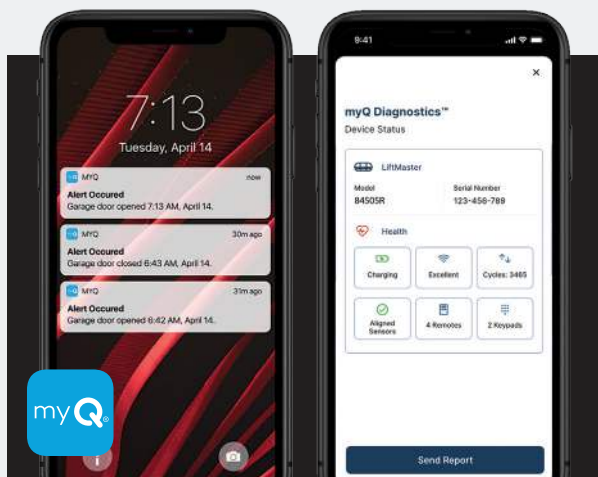 7:13
Tuesday, April 14
MYQ
now
Alert Occured
Garage door opened 7:13 AM, April 14.
MYQ
30m ago
Alert Occured
Garage door closed 6:43 AM, April 14.
MYQ
31m ago
Alert Occured
Garage door opened 6:42 AM, April 14.
myQ®
9:41
myQ Diagnostics™
Device Status
LiftMaster
Model
Serial Number
84505R
123-456-789
Health
Charging
Excellent
Cycles: 3465
Aligned
Sensors
4 Remotes
2 Keypads
Send Report